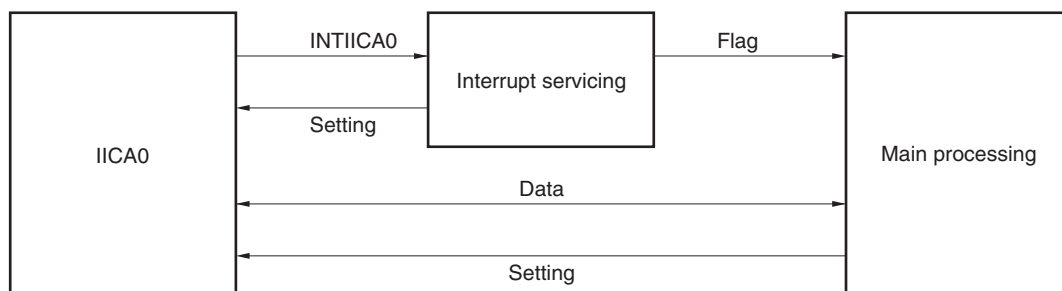 INTIICA0
Flag
Interrupt servicing
Setting
IICA0
Main processing
Data
Setting